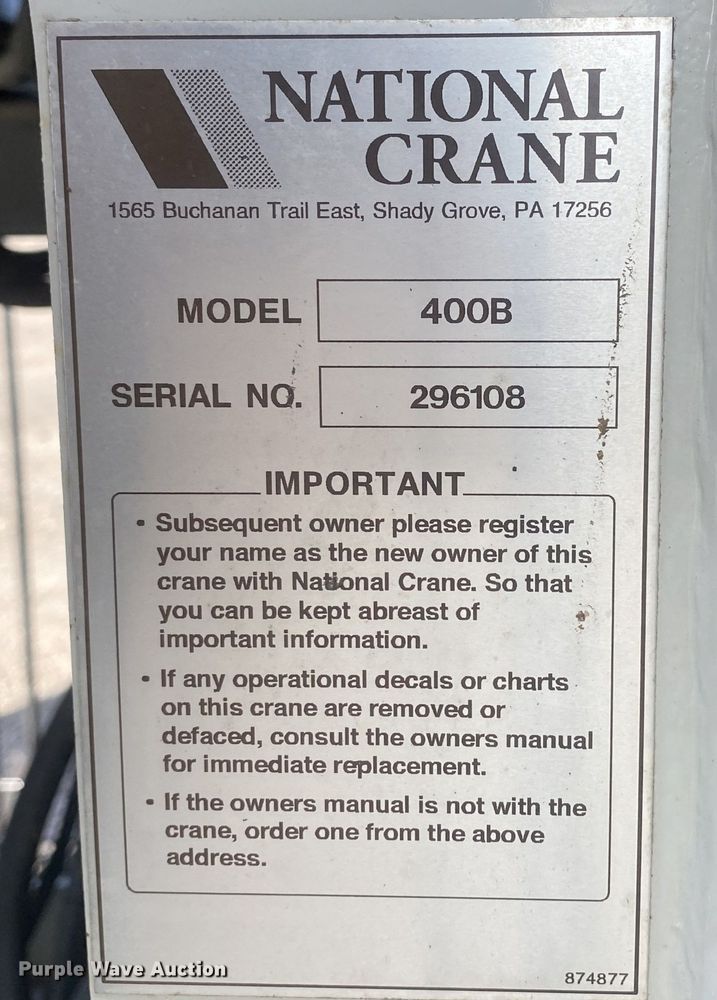 NATIONAL
CRANE
1565 Buchanan Trail East, Shady Grove, PA 17256
MODEL 400B
SERIAL NO. 296108
IMPORTANT
• Subsequent owner please register
your name as the new owner of this
crane with National Crane. So that
you can be kept abreast of
important information.
• If any operational decals or charts
on this crane are removed or
defaced, consult the owners manual
for immediate replacement.
• If the owners manual is not with the
crane, order one from the above
address.
874877
Purple Wave Auction